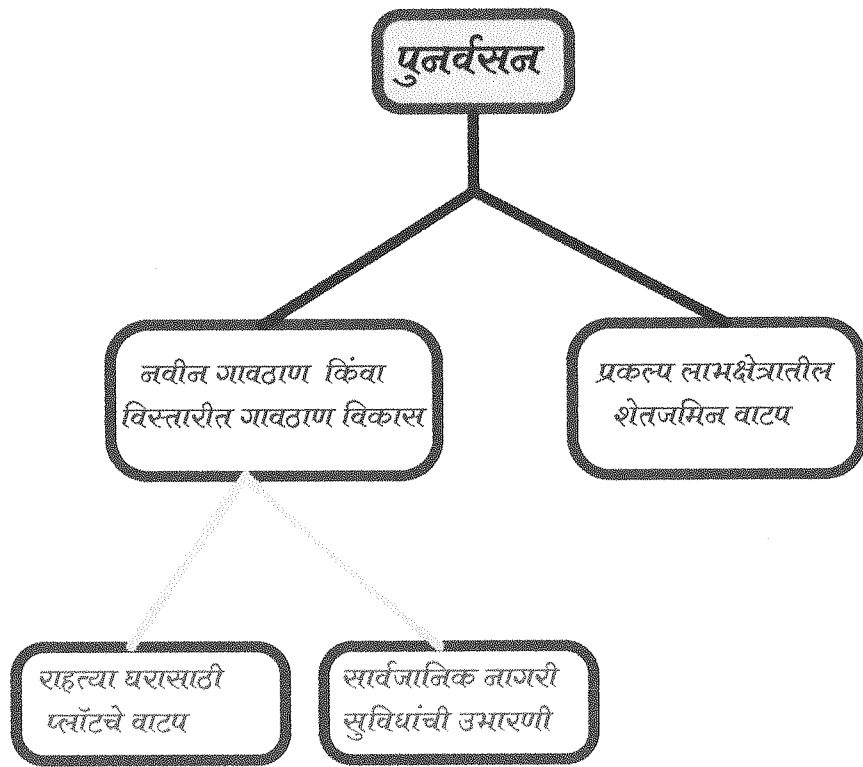 पुनर्वसन
नवीन गावठाण किंवा
विस्तारीत गावठाण विकास
प्रकल्प लाभक्षेत्रातील
शेतजमिन वाटप
राहत्या घरासाठी
प्लॉटचे वाटप
सार्वजानिक नागरी
सुविधांची उभारणी